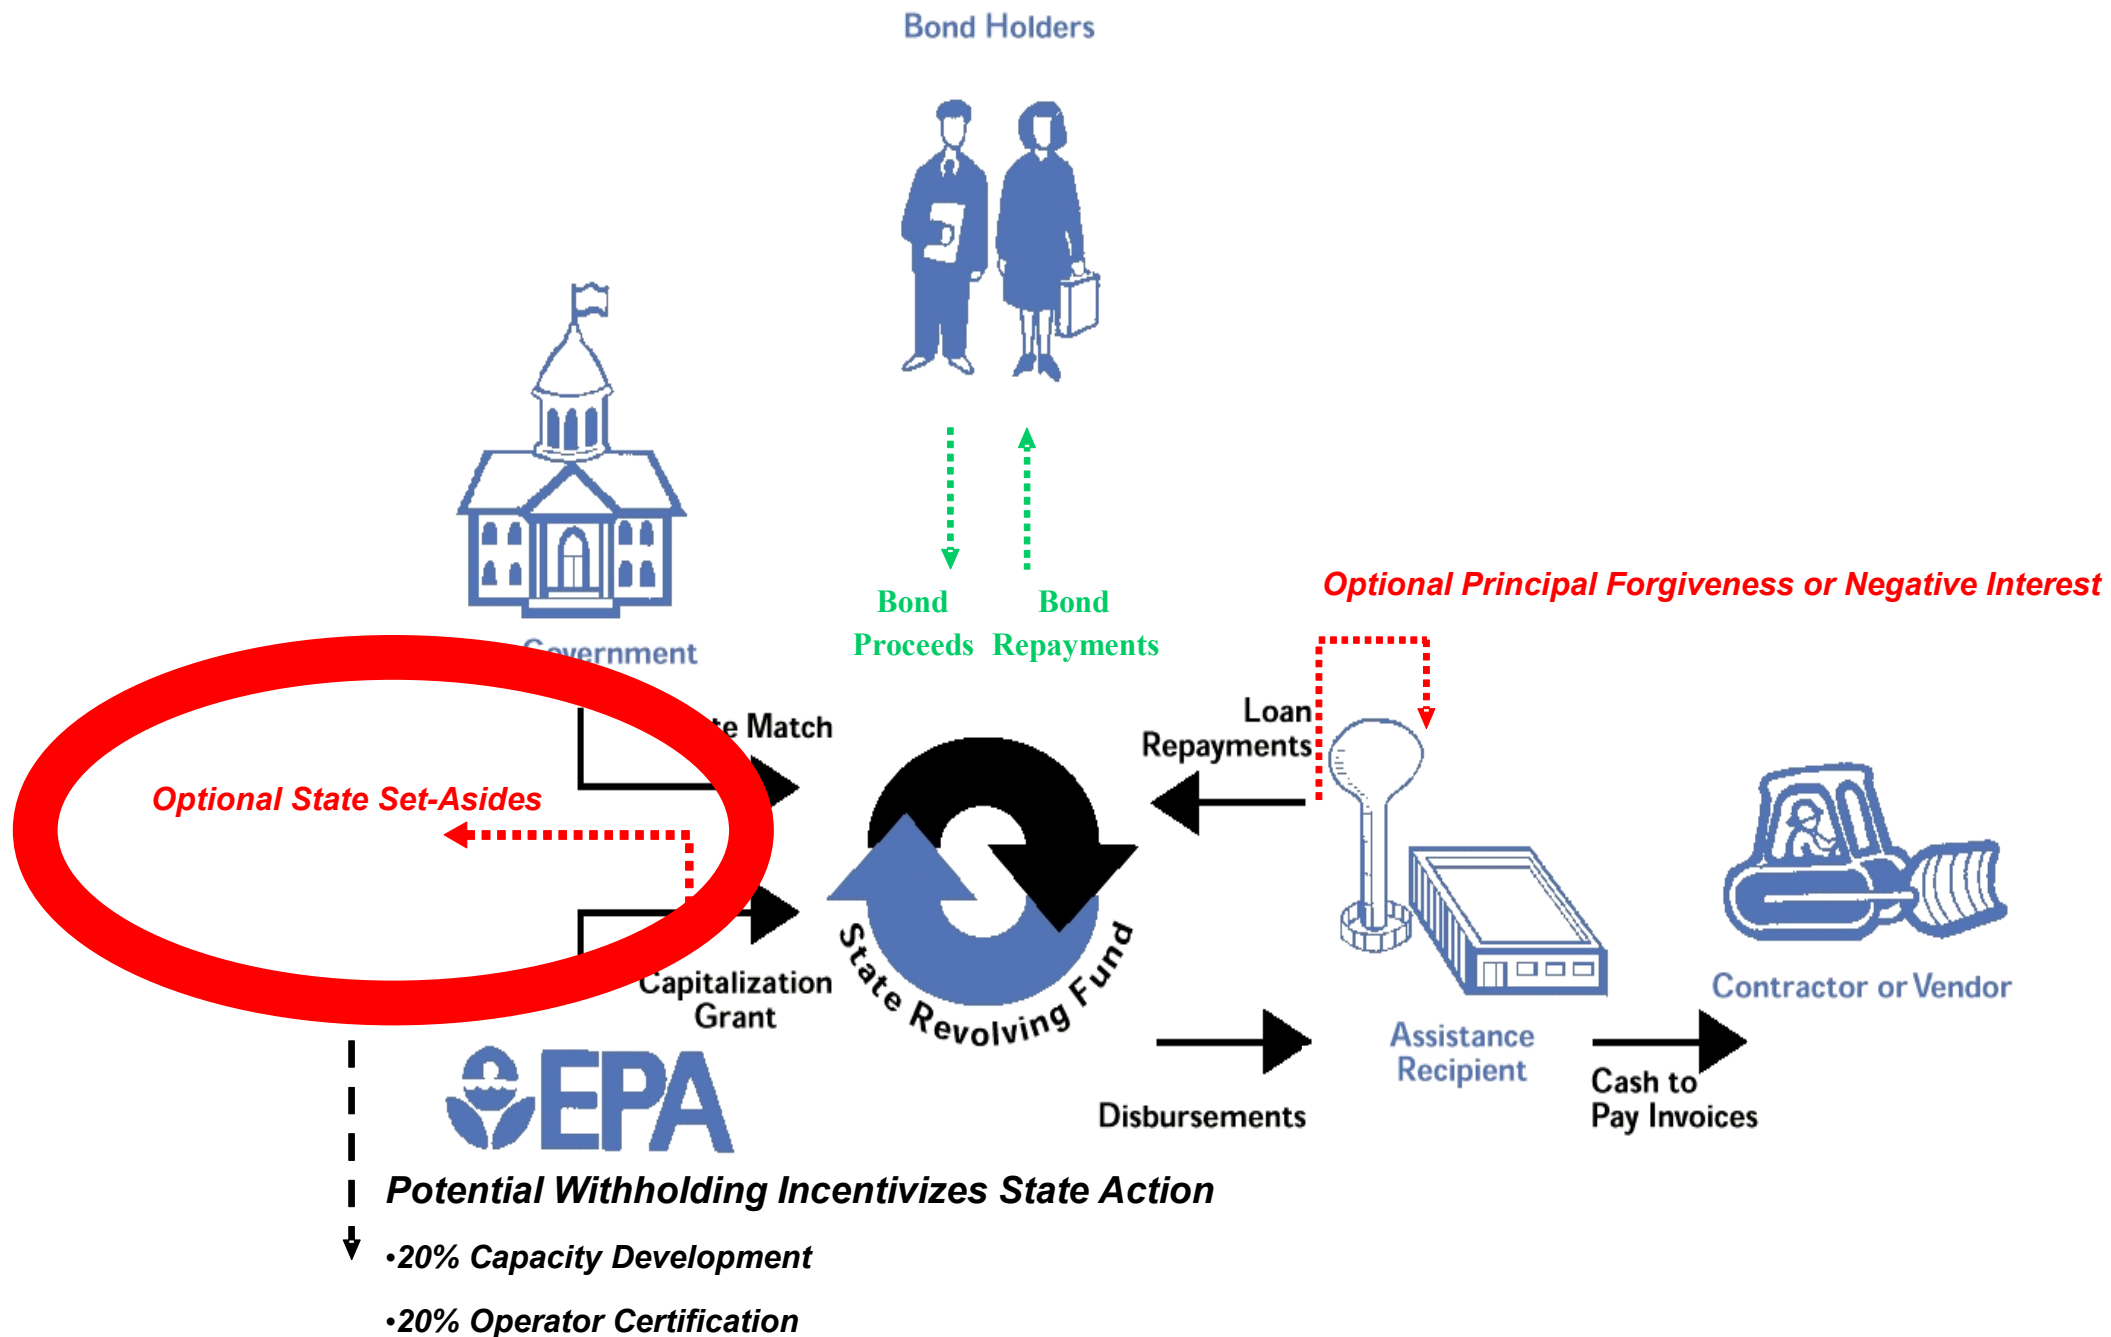 Bond Holders
Government
Bond Bond
Proceeds Repayments
Optional Principal Forgiveness or Negative Interest
Match
Loan
Repayments
Optional State Set-Asides
State Revolving Fund
Capitalization
Grant
Contractor or Vendor
EPA
Assistance
Recipient
Disbursements
Cash to
Pay Invoices
Potential Withholding Incentivizes State Action
•20% Capacity Development
•20% Operator Certification